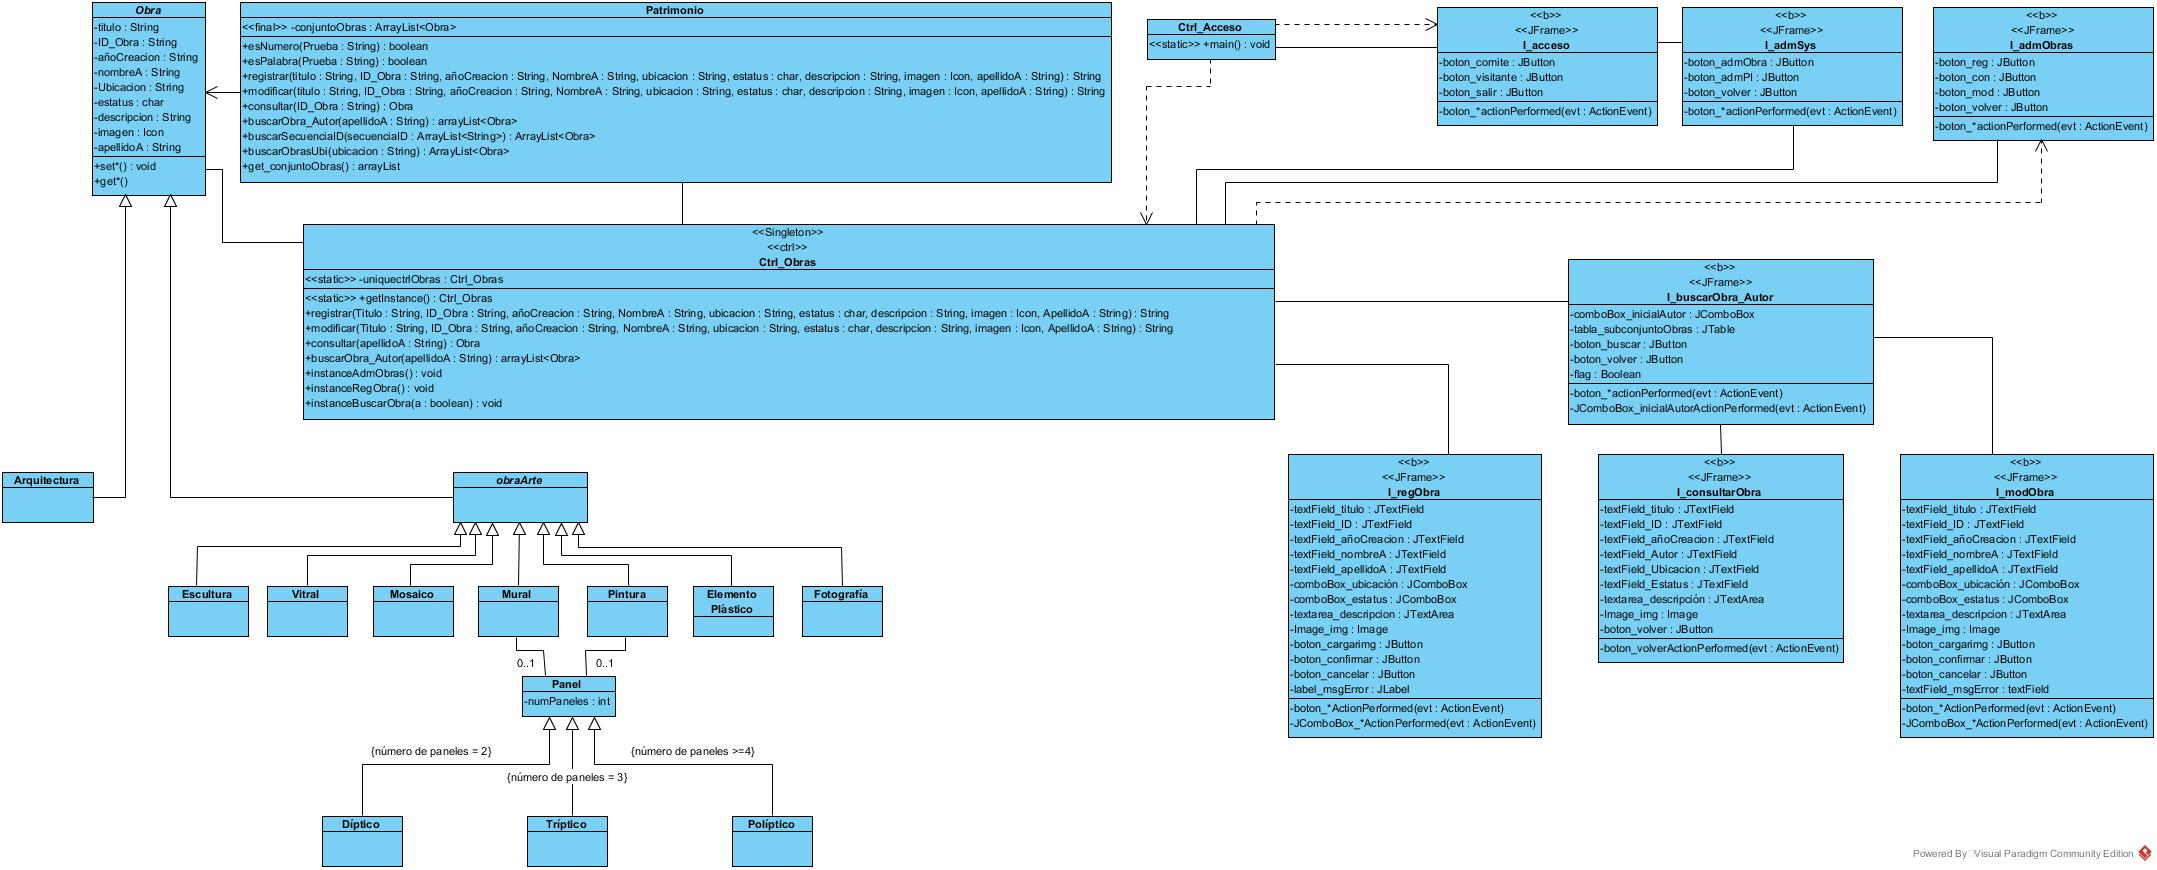 Obra
-titulo : String
-ID_Obra : String
-añoCreacion : String
-nombreA : String
-Ubicacion : String
-estatus : char
-descripcion : String
-imagen : Icon
-apellidoA : String
+set*() : void
+get*()
Patrimonio
<<final>> -conjuntoObras : ArrayList<Obra>
+esNumero(Prueba : String) : boolean
+esPalabra(Prueba : String) : boolean
+registrar(titulo : String, ID_Obra : String, añoCreacion : String, NombreA : String, ubicacion : String, estatus : char, descripcion : String, imagen : Icon, apellidoA : String) : String
+modificar(titulo : String, ID_Obra : String, añoCreacion : String, NombreA : String, ubicacion : String, estatus : char, descripcion : String, imagen : Icon, apellidoA : String) : String
+consultar(ID_Obra : String) : Obra
+buscarObra_Autor(apellidoA : String) : arrayList<Obra>
+buscarSecuenciaID(secuenciaID : ArrayList<String>) : ArrayList<Obra>
+buscarObrasUbi(ubicacion : String) : ArrayList<Obra>
+get_conjuntoObras() : arrayList
Ctrl_Acceso
<<static>> +main() : void
<<b>>
<<JFrame>>
I_acceso
-boton_comite : JButton
-boton_visitante : JButton
-boton_salir : JButton
-boton_*actionPerformed(evt : ActionEvent)
<<b>>
<<JFrame>>
I_admSys
-boton_admObra : JButton
-boton_admPI : JButton
-boton_volver : JButton
-boton_*actionPerformed(evt : ActionEvent)
<<b>>
<<JFrame>>
I_admObras
-boton_reg : JButton
-boton_con : JButton
-boton_mod : JButton
-boton_volver : JButton
-boton_*actionPerformed(evt : ActionEvent)
<<Singleton>>
<<ctrl>>
Ctrl_Obras
<<static>> -uniquectrlObras : Ctrl_Obras
<<static>> +getInstance() : Ctrl_Obras
+registrar(Titulo : String, ID_Obra : String, añoCreacion : String, NombreA : String, ubicacion : String, estatus : char, descripcion : String, imagen : Icon, ApellidoA : String) : String
+modificar(Titulo : String, ID_Obra : String, añoCreacion : String, NombreA : String, ubicacion : String, estatus : char, descripcion : String, imagen : Icon, ApellidoA : String) : String
+consultar(apellidoA : String) : Obra
+buscarObra_Autor(apellidoA : String) : arrayList<Obra>
+instanceAdmObras() : void
+instanceRegObra() : void
+instanceBuscarObra(a : boolean) : void
<<b>>
<<JFrame>>
I_buscarObra_Autor
-comboBox_inicialAutor : JComboBox
-tabla_subconjuntoObras : JTable
-boton_buscar : JButton
-boton_volver : JButton
-flag : Boolean
-boton_*actionPerformed(evt : ActionEvent)
-JComboBox_inicialAutorActionPerformed(evt : ActionEvent)
<<b>>
<<JFrame>>
I_regObra
-textField_titulo : JTextField
-textField_ID : JTextField
-textField_añoCreacion : JTextField
-textField_nombreA : JTextField
-textField_apellidoA : JTextField
-comboBox_ubicación : JComboBox
-comboBox_estatus : JComboBox
-textarea_descripcion : JTextArea
-Image_img : Image
-boton_cargarimg : JButton
-boton_confirmar : JButton
-boton_cancelar : JButton
-label_msgError : JLabel
-boton_*ActionPerformed(evt : ActionEvent)
-JComboBox_*ActionPerformed(evt : ActionEvent)
<<b>>
<<JFrame>>
I_consultarObra
-textField_titulo : JTextField
-textField_ID : JTextField
-textField_añoCreacion : JTextField
-textField_Autor : JTextField
-textField_Ubicacion : JTextField
-textField_Estatus : JTextField
-textarea_descripción : JTextArea
-Image_img : Image
-boton_volver : JButton
-boton_volverActionPerformed(evt : ActionEvent)
<<b>>
<<JFrame>>
I_modObra
-textField_titulo : JTextField
-textField_ID : JTextField
-textField_añoCreacion : JTextField
-textField_nombreA : JTextField
-textField_apellidoA : JTextField
-comboBox_ubicación : JComboBox
-comboBox_estatus : JComboBox
-textarea_descripcion : JTextArea
-Image_img : Image
-boton_cargarimg : JButton
-boton_confirmar : JButton
-boton_cancelar : JButton
-textField_msgError : textField
-boton_*ActionPerformed(evt : ActionEvent)
-JComboBox_*ActionPerformed(evt : ActionEvent)
Arquitectura
obraArte
Escultura
Vitral
Mosaico
Mural
Pintura
Elemento
Plástico
Fotografía
0..1
0..1
Panel
-numPaneles : int
{número de paneles = 2}
{número de paneles >=4}
{número de paneles = 3}
Díptico
Tríptico
Políptico
Powered By Visual Paradigm Community Edition